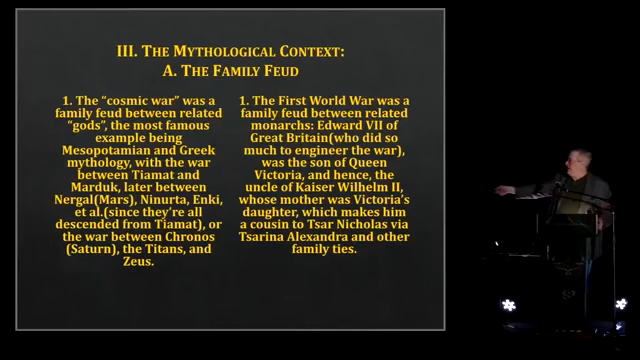 III. THE MYTHOLOGICAL CONTEXT:
A. THE FAMILY FEUD
1. The “cosmic war” was a
family feud between related
“gods”, the most famous
example being
Mesopotamian and Greek
mythology, with the war
between Tiamat and
Marduk, later between
Nergal(Mars), Ninurta, Enki,
et al.(since they’re all
descended from Tiamat), or
the war between Chronos
(Saturn), the Titans, and
Zeus.
1. The First World War was a
family feud between related
monarchs: Edward VII of
Great Britain(who did so
much to engineer the war),
was the son of Queen
Victoria, and hence, the
uncle of Kaiser Wilhelm II,
whose mother was Victoria’s
daughter, which makes him
a cousin to Tsar Nicholas via
Tsarina Alexandra and other
family ties.